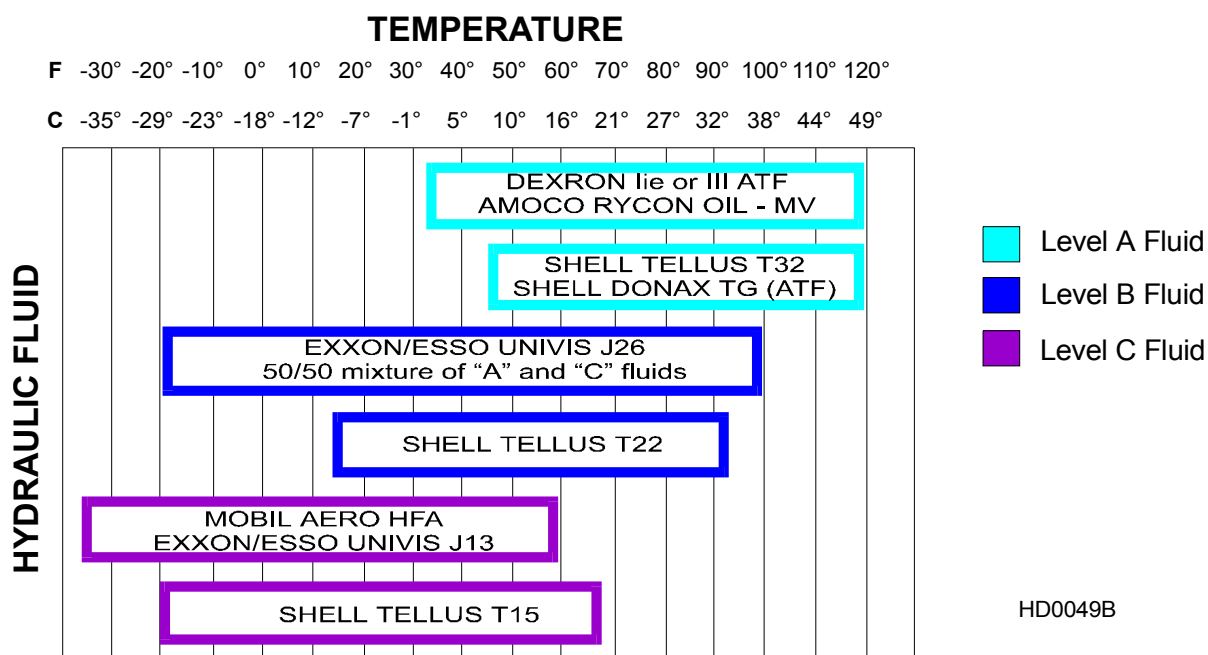 TEMPERATURE
F -30° -20° -10° 0° 10° 20° 30° 40° 50° 60° 70° 80° 90° 100° 110° 120°
C -35° -29° -23° -18° -12° -7° -1° 5° 10° 16° 21° 27° 32° 38° 44° 49°
HYDRAULIC FLUID
DEXRON IIe or III ATF
AMOCO RYCON OIL - MV
SHELL TELLUS T32
SHELL DONAX TG (ATF)
EXXON/ESSO UNIVIS J26
50/50 mixture of “A” and “C” fluids
SHELL TELLUS T22
MOBIL AERO HFA
EXXON/ESSO UNIVIS J13
SHELL TELLUS T15
Level A Fluid
Level B Fluid
Level C Fluid
HD0049B